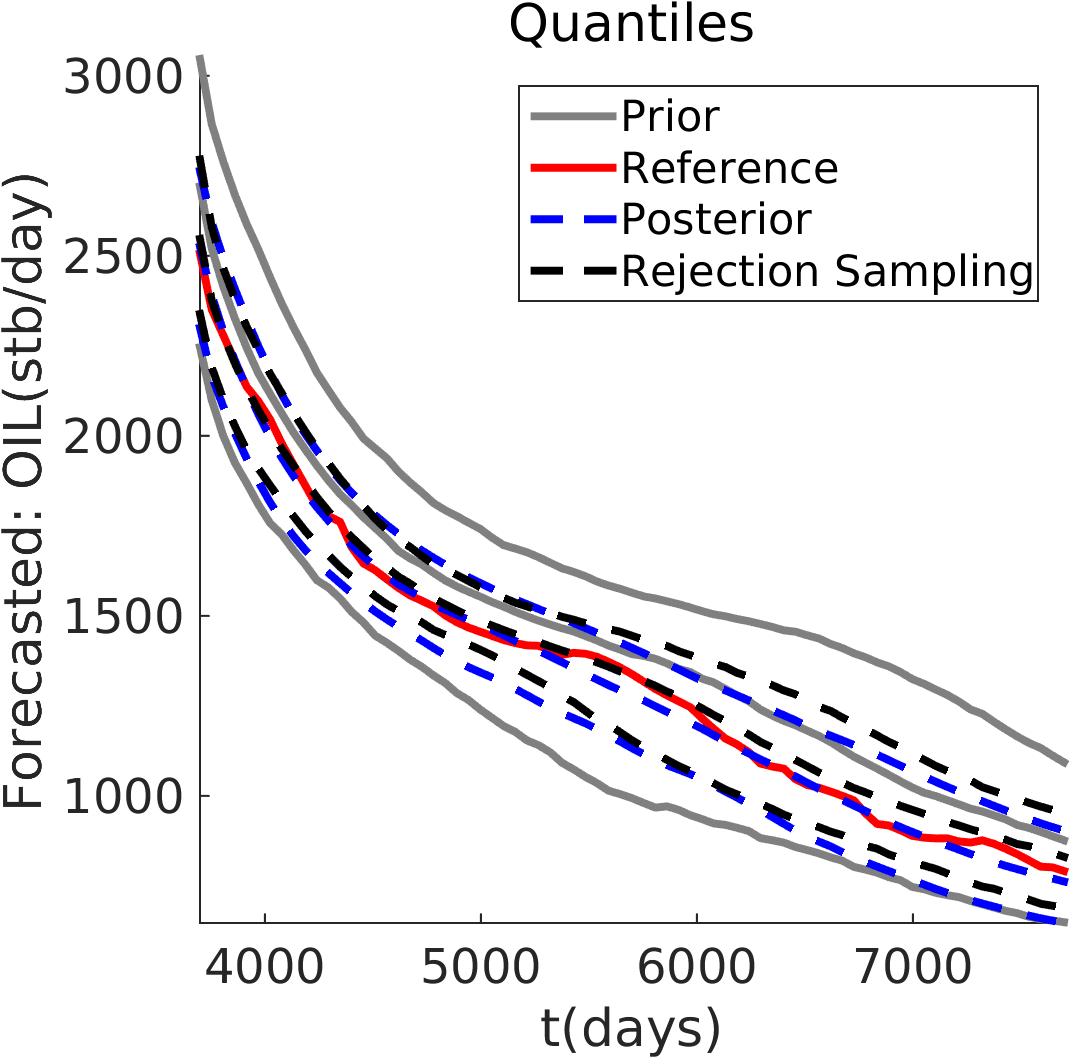 Quantiles
Prior
Reference
Posterior
Rejection Sampling
Forecasted: OIL(stb/day)
3000
2500
2000
1500
1000
4000 5000 6000 7000
t(days)